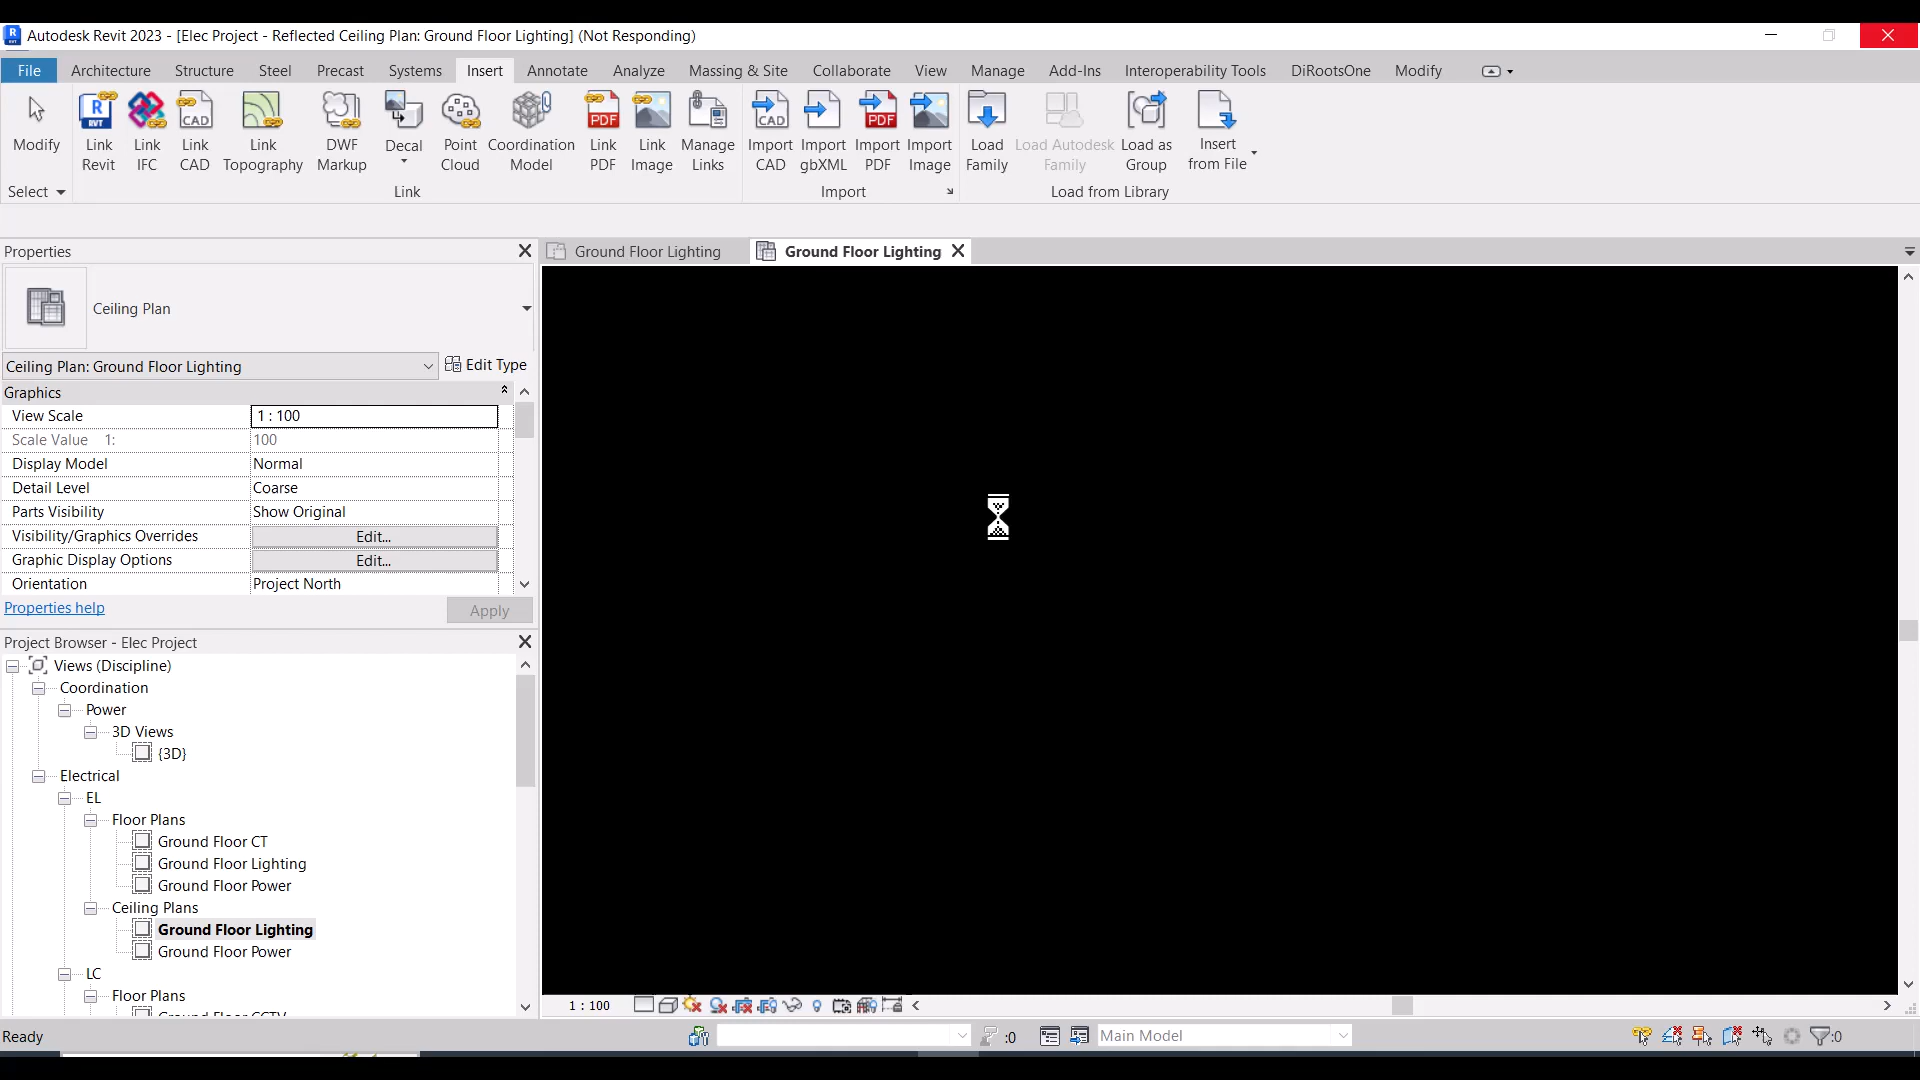 Autodesk Revit 2023 - [Elec Project - Reflected Ceiling Plan: Ground Floor Lighting] (Not Responding)
File Architecture Structure Steel Precast Systems Insert Annotate Analyze Massing & Site Collaborate View Manage Add-Ins Interoperability Tools DiRootsOne Modify
Modify
Link Revit
Link IFC
Link CAD
Link Topography
DWF Markup
Decal
Point Cloud
Coordination Model
Link PDF
Link Image
Manage Links
Import CAD
Import gbXML
Import PDF
Import Image
Load Family
Load Autodesk Family
Load as Group
Insert from File
Select Link Import Load from Library
Properties
Ground Floor Lighting
Ground Floor Lighting
Ceiling Plan
Ceiling Plan: Ground Floor Lighting
Edit Type
Graphics
View Scale 1 : 100
Scale Value 1: 100
Display Model Normal
Detail Level Coarse
Parts Visibility Show Original
Visibility/Graphics Overrides Edit...
Graphic Display Options Edit...
Orientation Project North
Properties help Apply
Project Browser - Elec Project
Views (Discipline)
Coordination
Power
3D Views
{3D}
Electrical
EL
Floor Plans
Ground Floor CT
Ground Floor Lighting
Ground Floor Power
Ceiling Plans
Ground Floor Lighting
Ground Floor Power
LC
Floor Plans
Ground Floor CCTV
1 : 100
Ready
:0
Main Model
:0